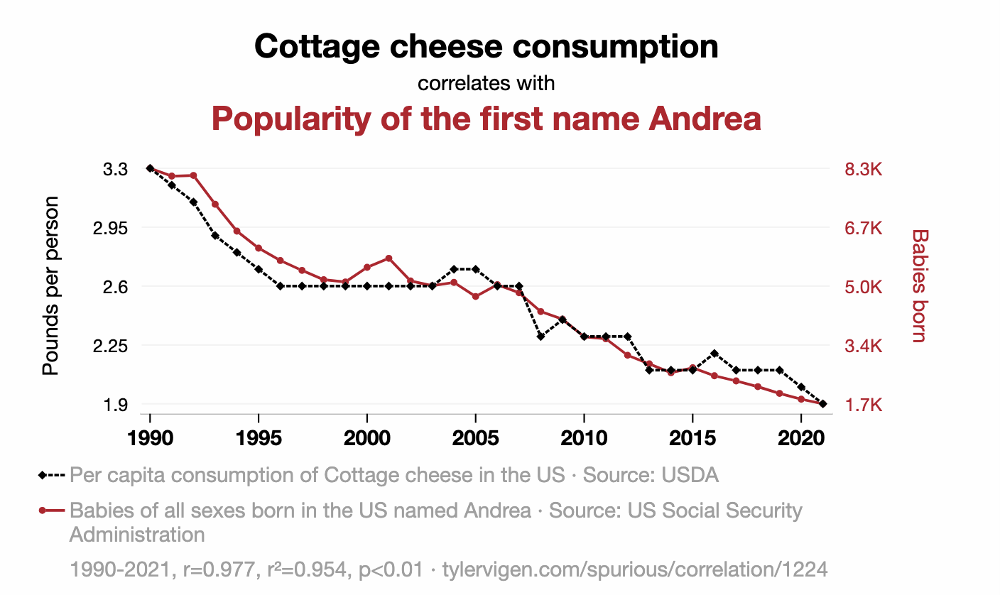 Cottage cheese consumption
correlates with
Popularity of the first name Andrea
3.3
2.95
2.6
2.25
1.9
Pounds per person
8.3K
6.7K
5.0K
3.4K
1.7K
Babies born
1990 1995 2000 2005 2010 2015 2020
Per capita consumption of Cottage cheese in the US · Source: USDA
Babies of all sexes born in the US named Andrea · Source: US Social Security
Administration
1990-2021, r=0.977, r²=0.954, p<0.01 · tylervigen.com/spurious/correlation/1224